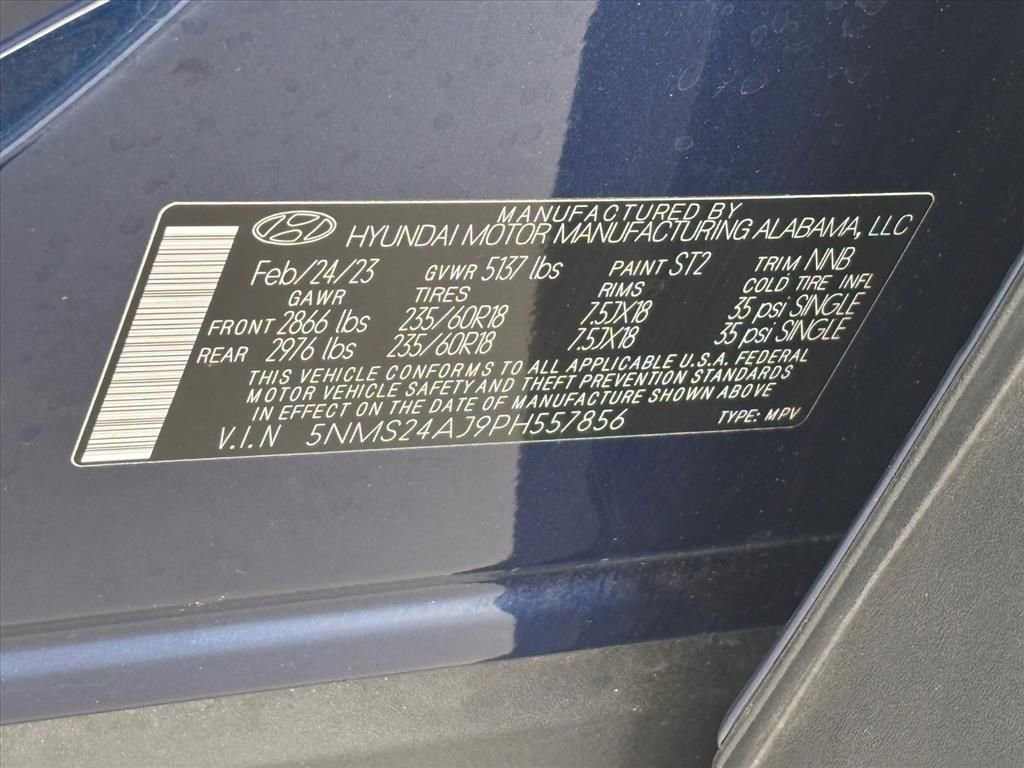 MANUFACTURED BY
HYUNDAI MOTOR MANUFACTURING ALABAMA, LLC
Feb/24/23 GVWR 5137 lbs PAINT ST2 TRIM NNB
GAWR TIRES RIMS COLD TIRE INFL
FRONT 2866 lbs 235/60R18 7.5JX18 35 psi SINGLE
REAR 2976 lbs 235/60R18 7.5JX18 35 psi SINGLE
THIS VEHICLE CONFORMS TO ALL APPLICABLE U.S.A. FEDERAL
MOTOR VEHICLE SAFETY AND THEFT PREVENTION STANDARDS
IN EFFECT ON THE DATE OF MANUFACTURE SHOWN ABOVE
V.I.N 5NMS24AJ9PH557856 TYPE: MPV